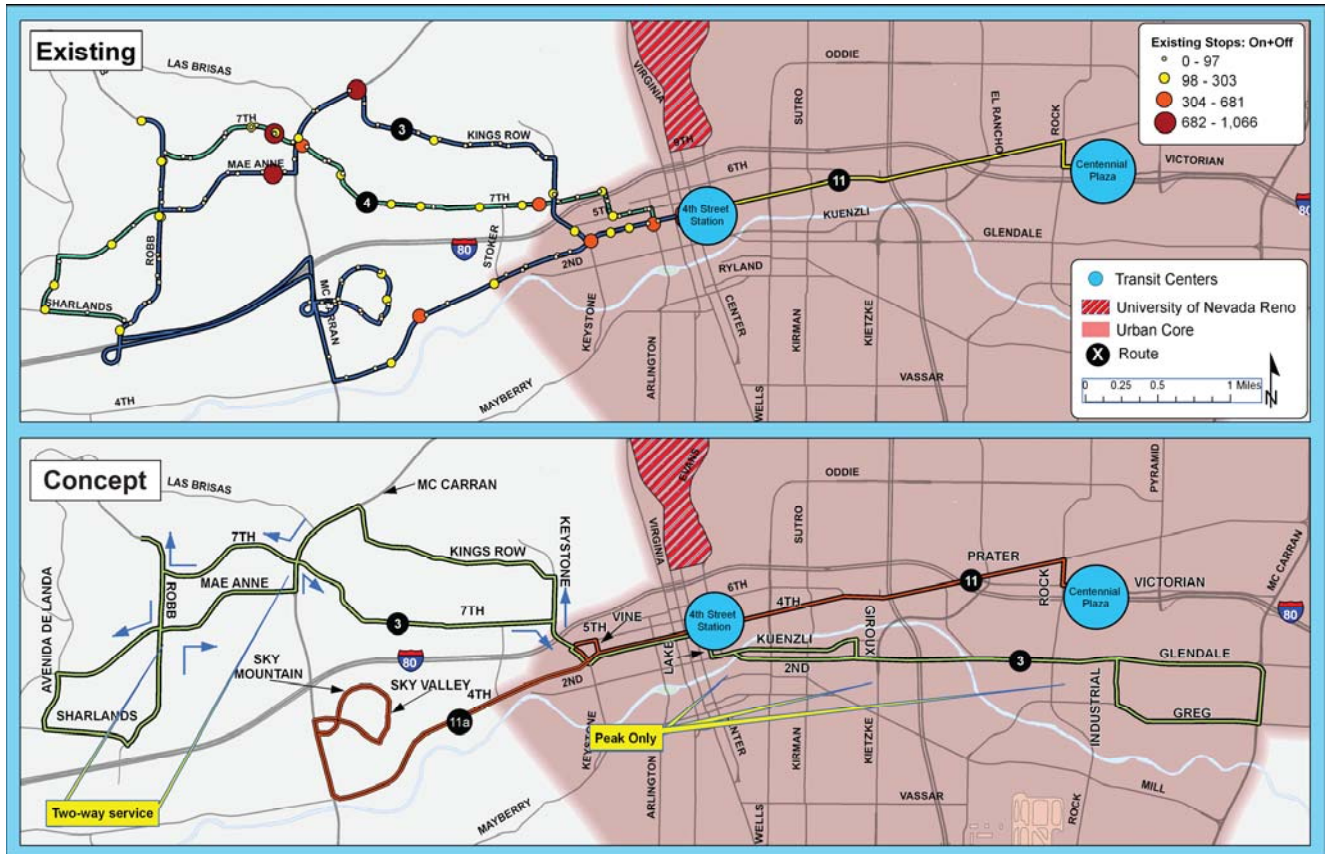 Existing
LAS BRISAS
7TH
3
KINGS ROW
MAE ANNE
4
7TH
ROBB
SHARLANDS
MC CARRAN
80
STOKER
2ND
5TH
6TH
9TH
VIRGINIA
4TH
MAYBERRY
KEYSTONE
ARLINGTON
CENTER
WELLS
RYLAND
KIRMAN
KIETZKE
VASSAR
4th Street
Station
11
KUENZLI
GLENDALE
SUTRO
ODDIE
EL RANCHO
ROCK
Centennial
Plaza
VICTORIAN
80
Existing Stops: On+Off
0 - 97
98 - 303
304 - 681
682 - 1,066
Transit Centers
University of Nevada Reno
Urban Core
X Route
0 0.25 0.5 1 Miles
N
Concept
LAS BRISAS
MC CARRAN
7TH
KINGS ROW
KEYSTONE
MAE ANNE
ROBB
AVENIDA DE LANDA
3
7TH
SKY
MOUNTAIN
SKY VALLEY
SHARLANDS
80
4TH
11a
2ND
5TH
VINE
6TH
VIRGINIA
EVANS
LAKE
4th Street
Station
4TH
KUENZLI
2ND
GIROUX
SUTRO
ODDIE
PRATER
11
ROCK
Centennial
Plaza
VICTORIAN
PYRAMID
MC CARRAN
80
3
GLENDALE
INDUSTRIAL
GREG
MILL
ROCK
VASSAR
KIETZKE
KIRMAN
WELLS
ARLINGTON
KEYSTONE
MAYBERRY
Peak Only
Two-way service